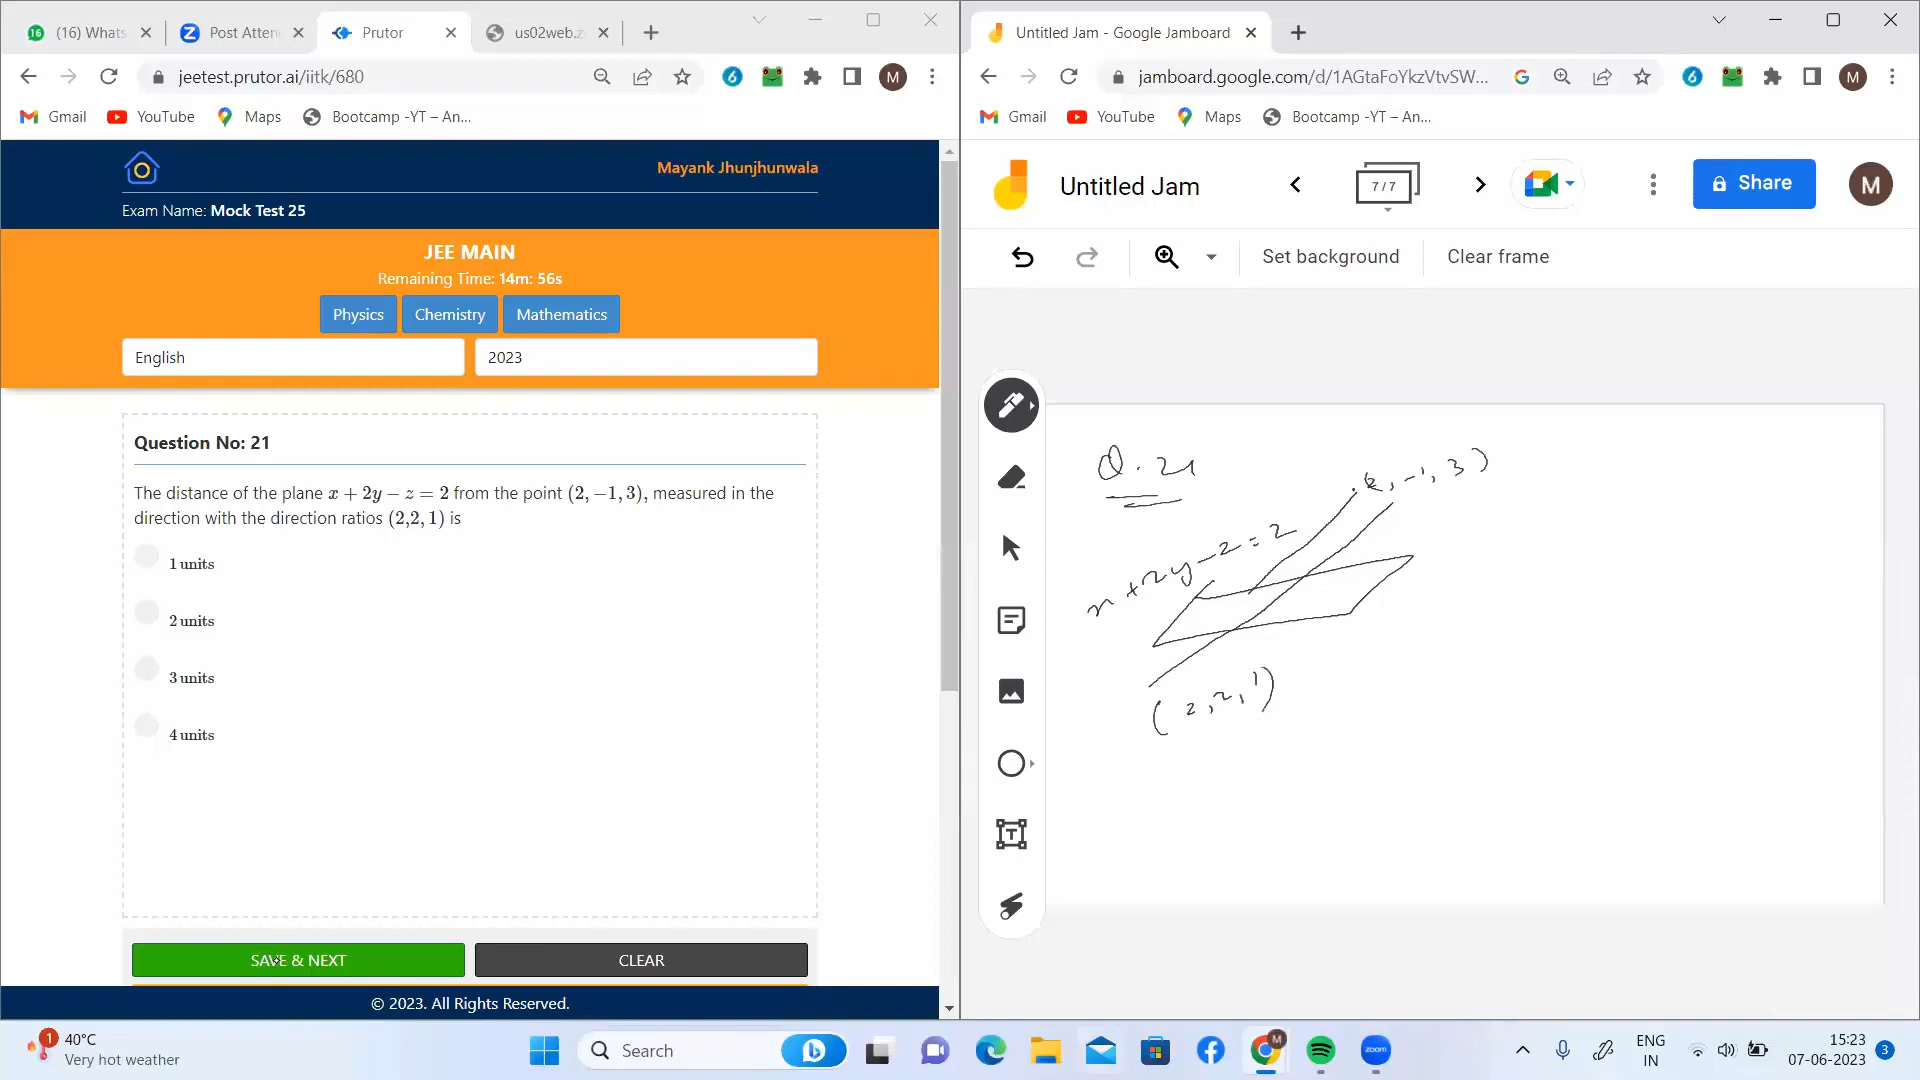 (16) Whats
Post Atten
Prutor
us02web.z
jeetest.prutor.ai/iitk/680
Gmail
YouTube
Maps
Bootcamp -YT – An...
Mayank Jhunjhunwala
Exam Name: Mock Test 25
JEE MAIN
Remaining Time: 14m: 56s
Physics
Chemistry
Mathematics
English
2023
Question No: 21
The distance of the plane x + 2y − z = 2 from the point (2, −1, 3), measured in the
direction with the direction ratios (2,2, 1) is
1 units
2 units
3 units
4 units
SAVE & NEXT
CLEAR
© 2023. All Rights Reserved.
Untitled Jam - Google Jamboard
jamboard.google.com/d/1AGtaFoYkzVtvSW...
Gmail
YouTube
Maps
Bootcamp -YT – An...
Untitled Jam
7 / 7
Share
M
Set background
Clear frame
Q. 21
(2, -1, 3)
x + 2y - z = 2
(2, 2, 1)
40°C
Very hot weather
Search
zoom
ENG
IN
15:23
07-06-2023
3